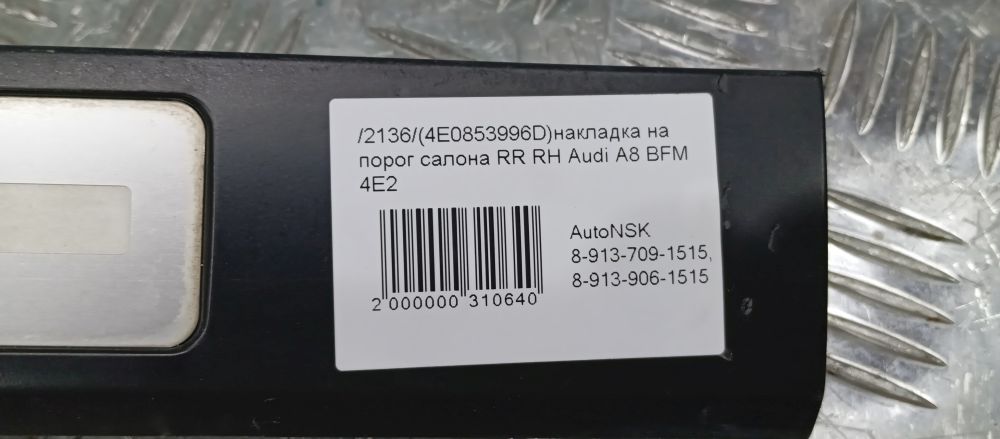 /2136/(4E0853996D)накладка на
порог салона RR RH Audi A8 BFM
4E2
AutoNSK
8-913-709-1515,
8-913-906-1515
2 000000 310640